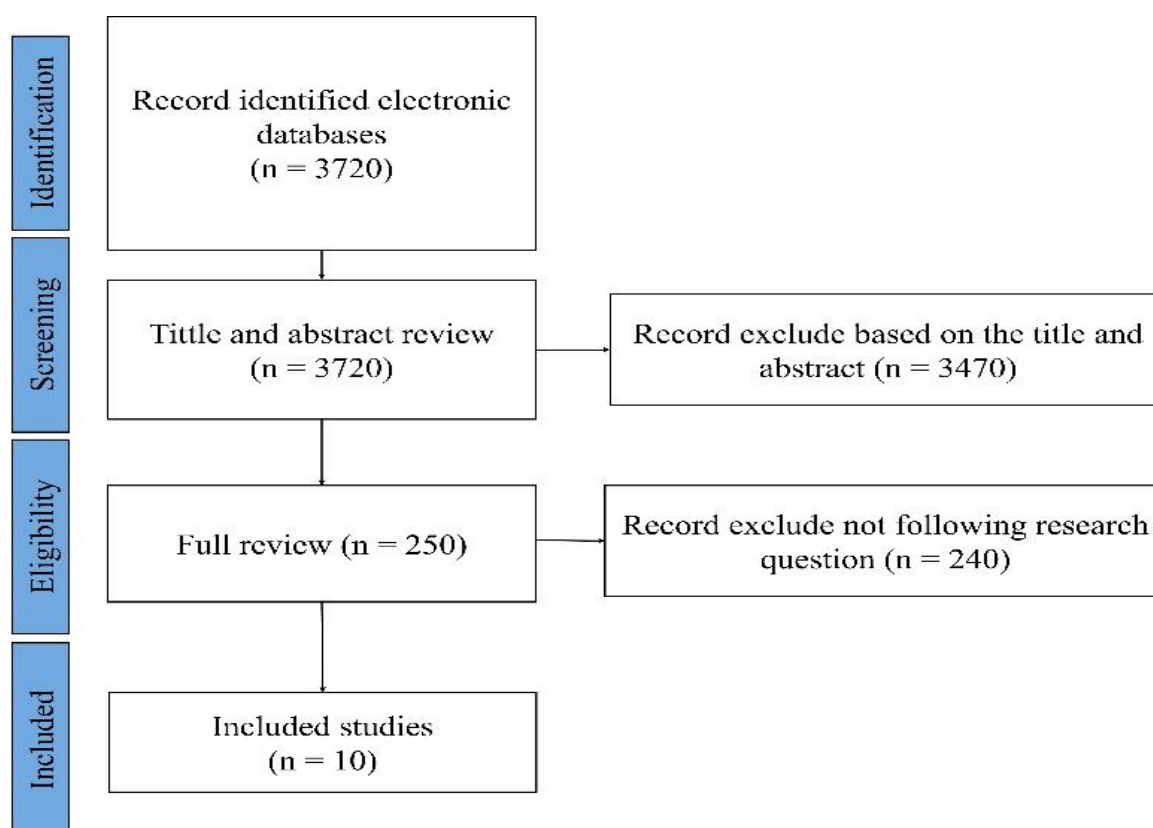 Identification
Record identified electronic
databases
(n = 3720)
Screening
Tittle and abstract review
(n = 3720)
Record exclude based on the title and
abstract (n = 3470)
Eligibility
Full review (n = 250)
Record exclude not following research
question (n = 240)
Included
Included studies
(n = 10)